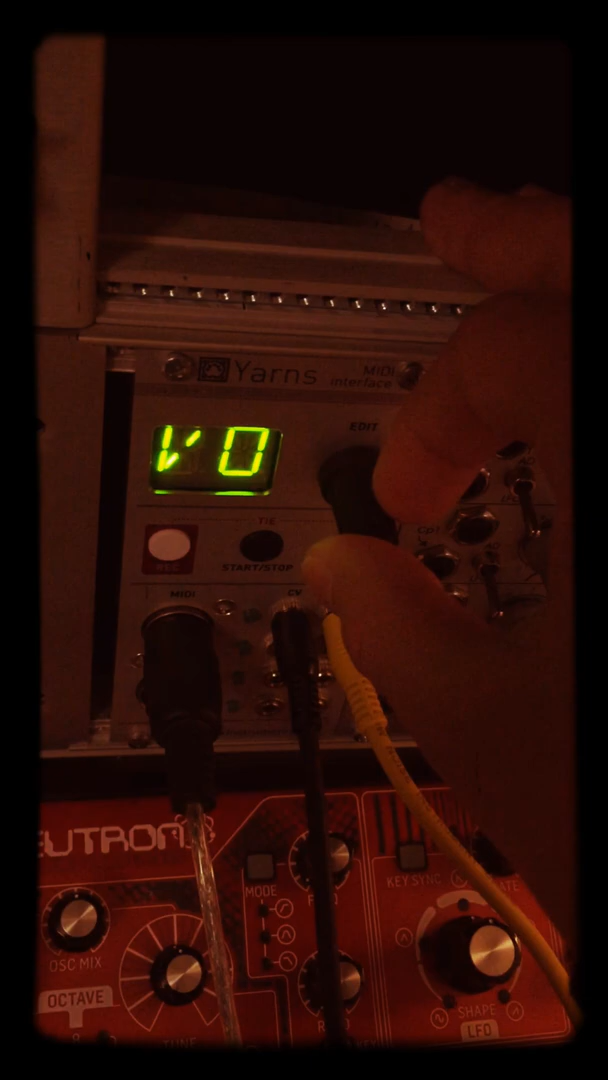 Yarns
MIDI
interface
V0
EDIT
REC
TIE
START/STOP
MIDI
CV
EUTRON
MODE
KEY SYNC
OSC MIX
OCTAVE
TUNE
SHAPE
LFO